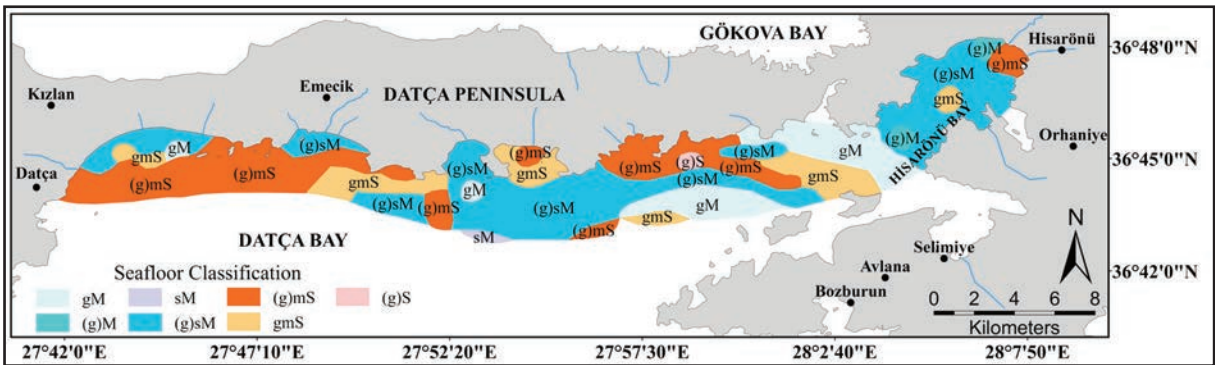 GÖKOVA BAY
Hisarönü
36°48'0"N
(g)M
(g)mS
(g)sM
Emecik
Kızlan
DATÇA PENINSULA
gmS
(g)M
Orhaniye
HİSARÖNÜ BAY
36°45'0"N
gM
gmS
(g)sM
(g)sM
(g)mS
gmS
(g)mS
(g)S
(g)sM
(g)mS
gM
gmS
Datça
(g)mS
(g)mS
gmS
gM
(g)sM
(g)sM
(g)mS
(g)sM
gM
gmS
(g)mS
sM
DATÇA BAY
N
Selimiye
Avlana
Bozburun
36°42'0"N
Seafloor Classification
gM
sM
(g)mS
(g)S
(g)M
(g)sM
gmS
0 2 4 6 8
Kilometers
27°42'0"E 27°47'10"E 27°52'20"E 27°57'30"E 28°2'40"E 28°7'50"E